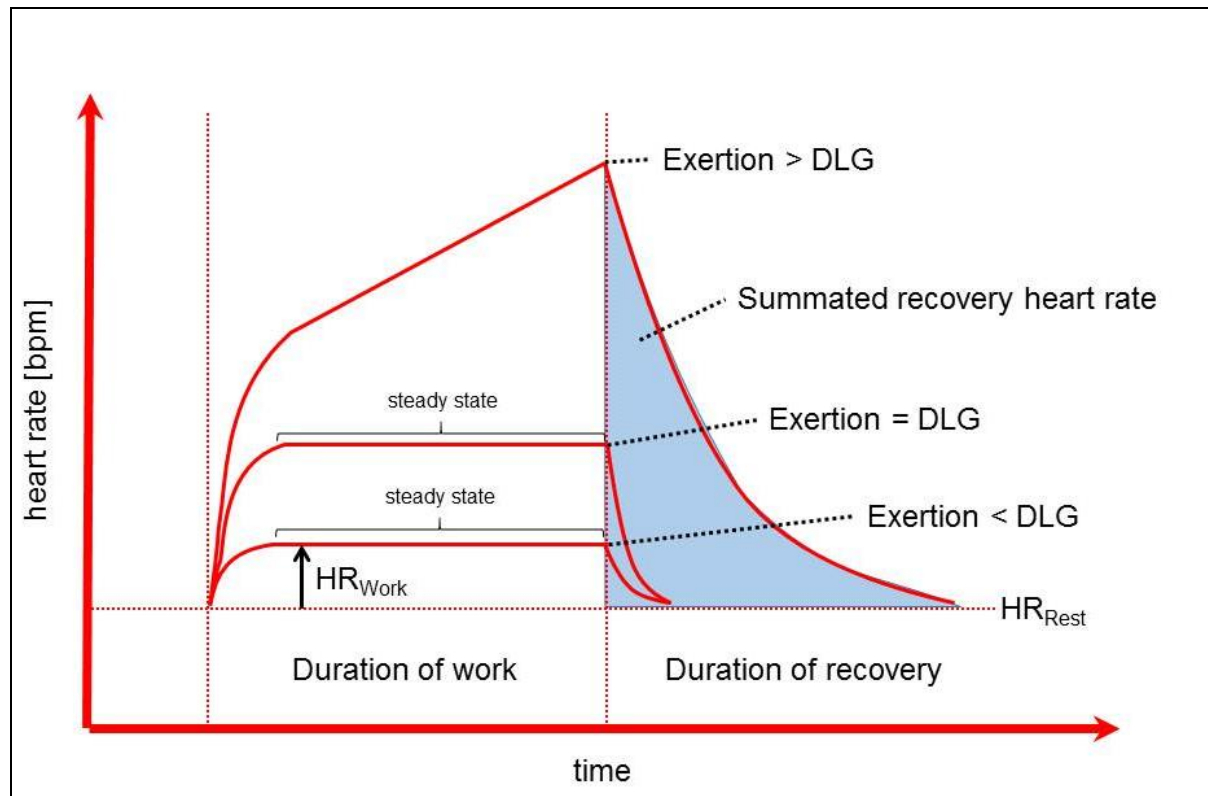 Exertion > DLG
Summated recovery heart rate
heart rate [bpm]
steady state
Exertion = DLG
steady state
Exertion < DLG
HRWork
HRRest
Duration of work
Duration of recovery
time